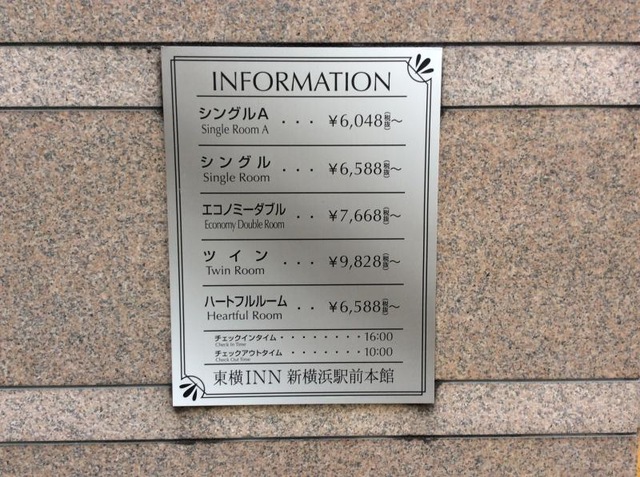 INFORMATION
シングルA ・・・ ¥6,048(税抜)～
Single Room A
シングル ・・・ ¥6,588(税抜)～
Single Room
エコノミーダブル ・・ ¥7,668(税抜)～
Economy Double Room
ツイン ・・・ ¥9,828(税抜)～
Twin Room
ハートフルルーム ・・ ¥6,588(税抜)～
Heartful Room
チェックインタイム ・・・・・・・・ 16:00
Check In Time
チェックアウトタイム ・・・・・・・ 10:00
Check Out Time
東横INN 新横浜駅前本館